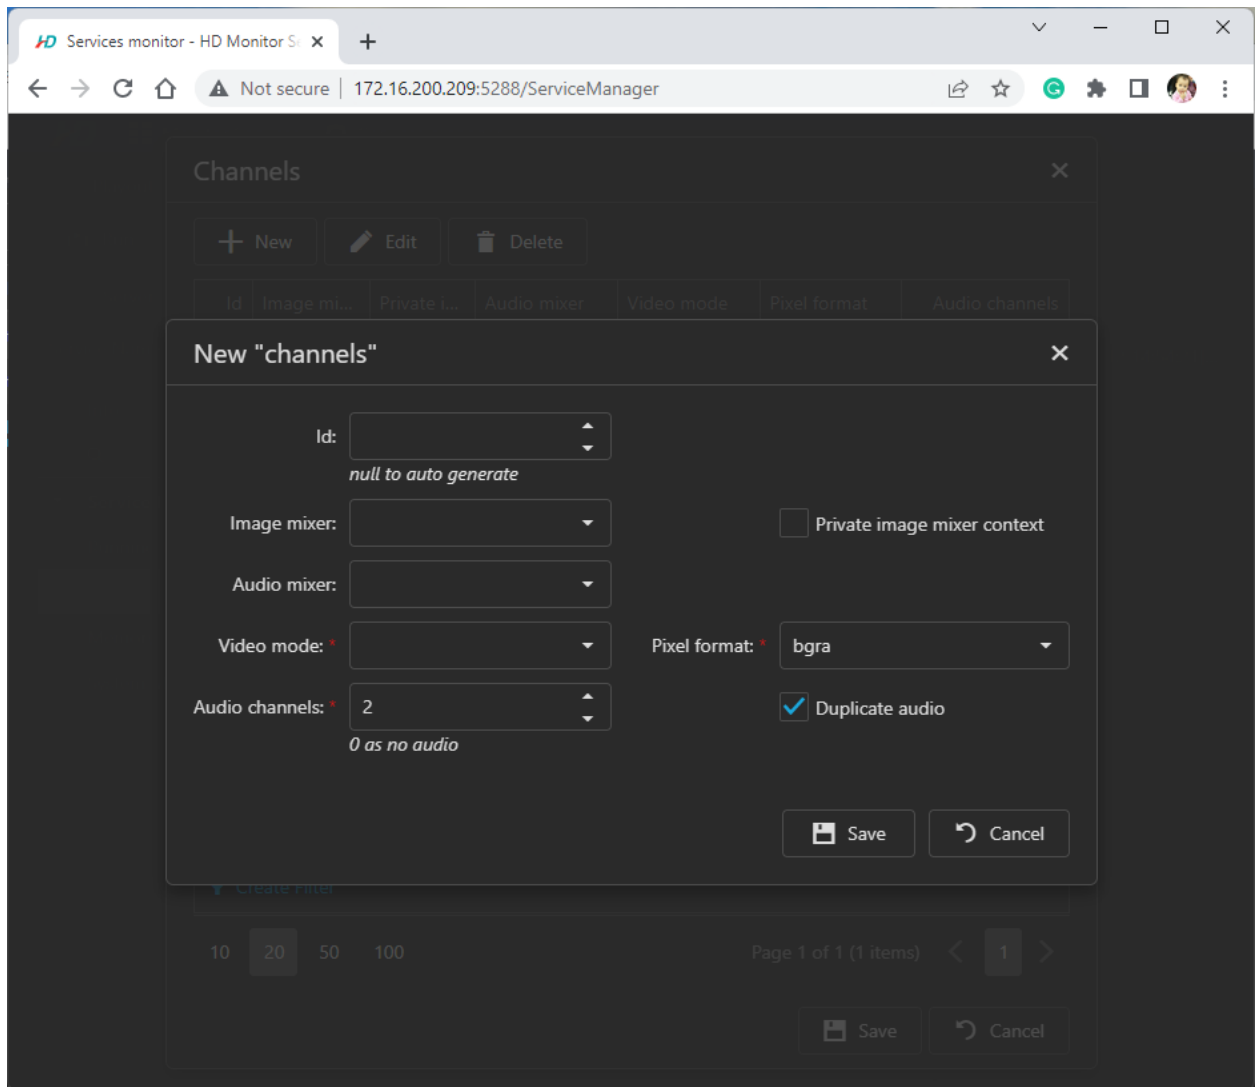 HD Services monitor - HD Monitor Se
Not secure | 172.16.200.209:5288/ServiceManager
Channels
New Edit Delete
Id Image mi... Private i... Audio mixer Video mode Pixel format Audio channels
New "channels"
Id:
null to auto generate
Image mixer: Private image mixer context
Audio mixer:
Video mode: * Pixel format: * bgra
Audio channels: * 2 Duplicate audio
0 as no audio
Save Cancel
Create Filter
10 20 50 100 Page 1 of 1 (1 items) 1
Save Cancel